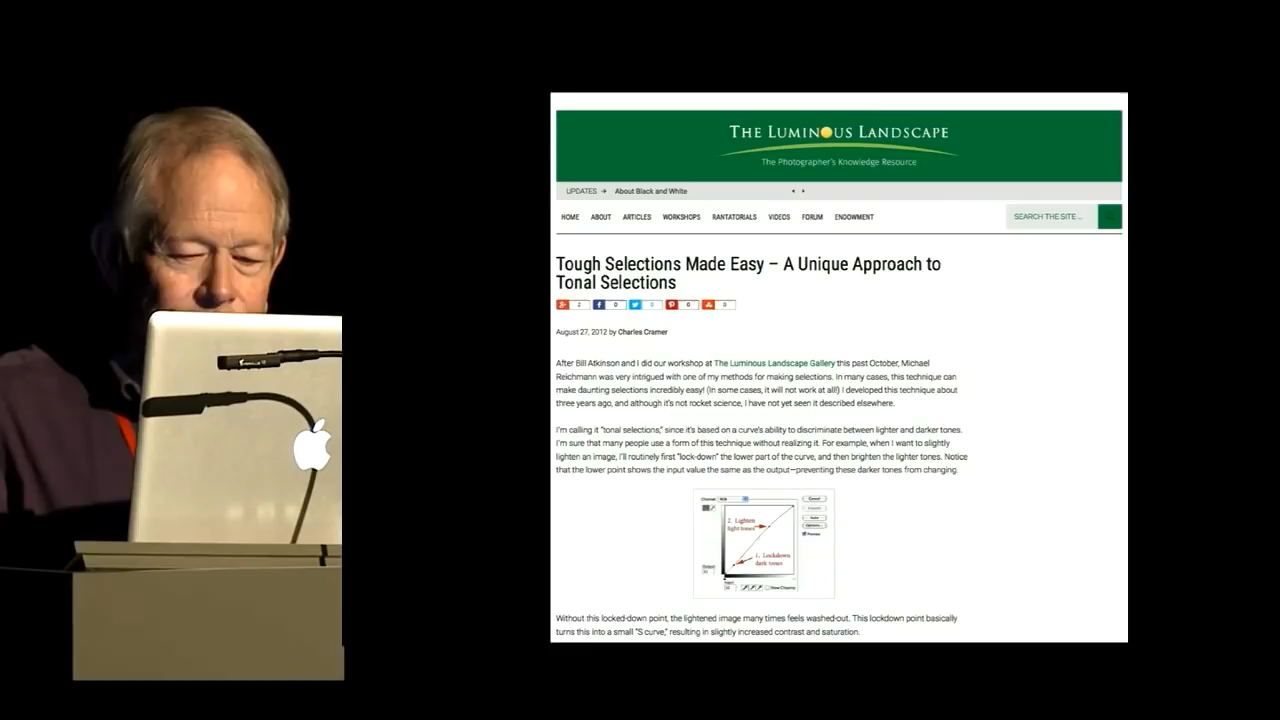 THE LUMINOUS LANDSCAPE
The Photographer's Knowledge Resource
UPDATES → About Black and White
HOME ABOUT ARTICLES WORKSHOPS RANTATORIALS VIDEOS FORUM ENDOWMENT SEARCH THE SITE ...
Tough Selections Made Easy – A Unique Approach to
Tonal Selections
2 0 0 0 0
August 27, 2012 by Charles Cramer
After Bill Atkinson and I did our workshop at The Luminous Landscape Gallery this past October, Michael
Reichmann was very intrigued with one of my methods for making selections. In many cases, this technique can
make daunting selections incredibly easy! (In some cases, it will not work at all!) I developed this technique about
three years ago, and although it's not rocket science, I have not yet seen it described elsewhere.
I'm calling it "tonal selections," since it's based on a curve's ability to discriminate between lighter and darker tones.
I'm sure that many people use a form of this technique without realizing it. For example, when I want to slightly
lighten an image, I'll routinely first "lock-down" the lower part of the curve, and then brighten the lighter tones. Notice
that the lower point shows the input value the same as the output—preventing these darker tones from changing.
Channel: RGB
2. Lighten
light tones
1. Lockdown
dark tones
Preview
Without this locked-down point, the lightened image many times feels washed-out. This lockdown point basically
turns this into a small "S curve," resulting in slightly increased contrast and saturation.